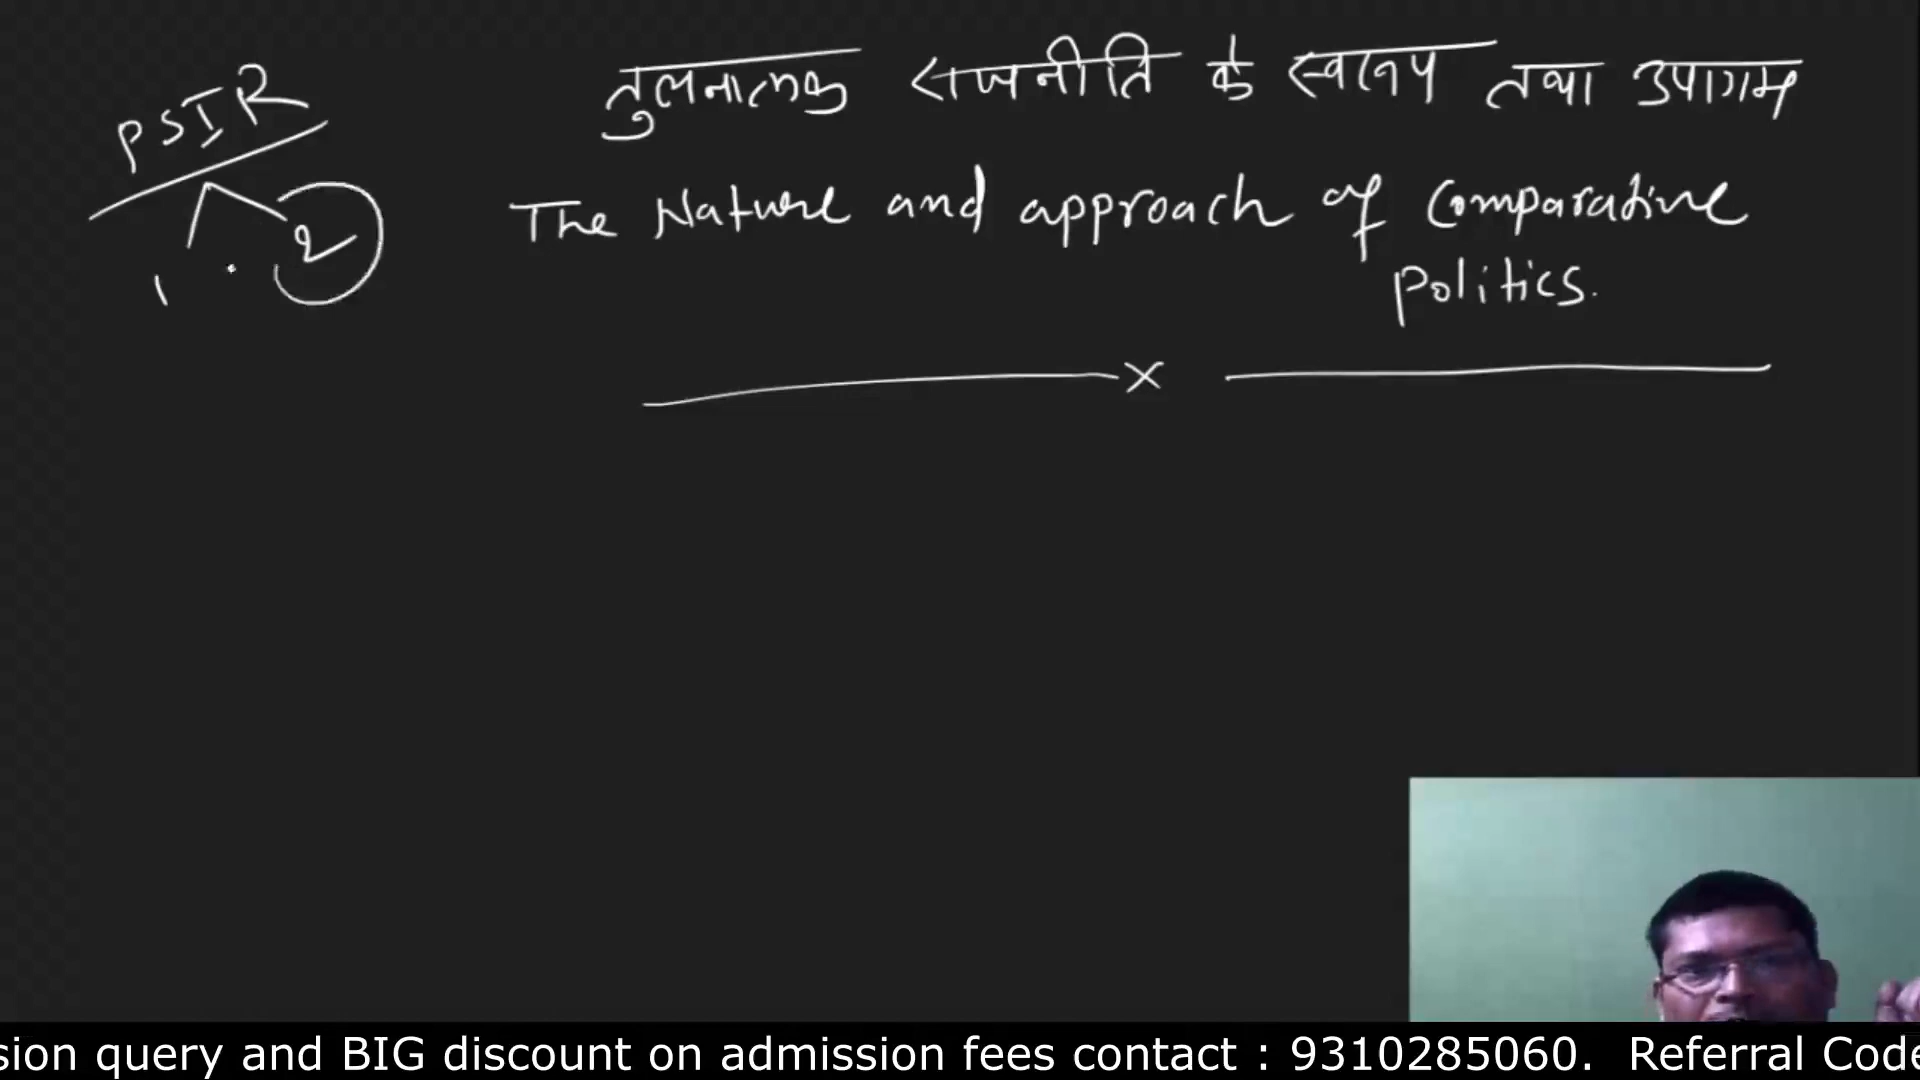 PSIR
1 2
तुलनात्मक राजनीति के स्वरूप तथा उपागम
The Nature and approach of Comparative
politics.
x
sion query and BIG discount on admission fees contact : 9310285060. Referral Code